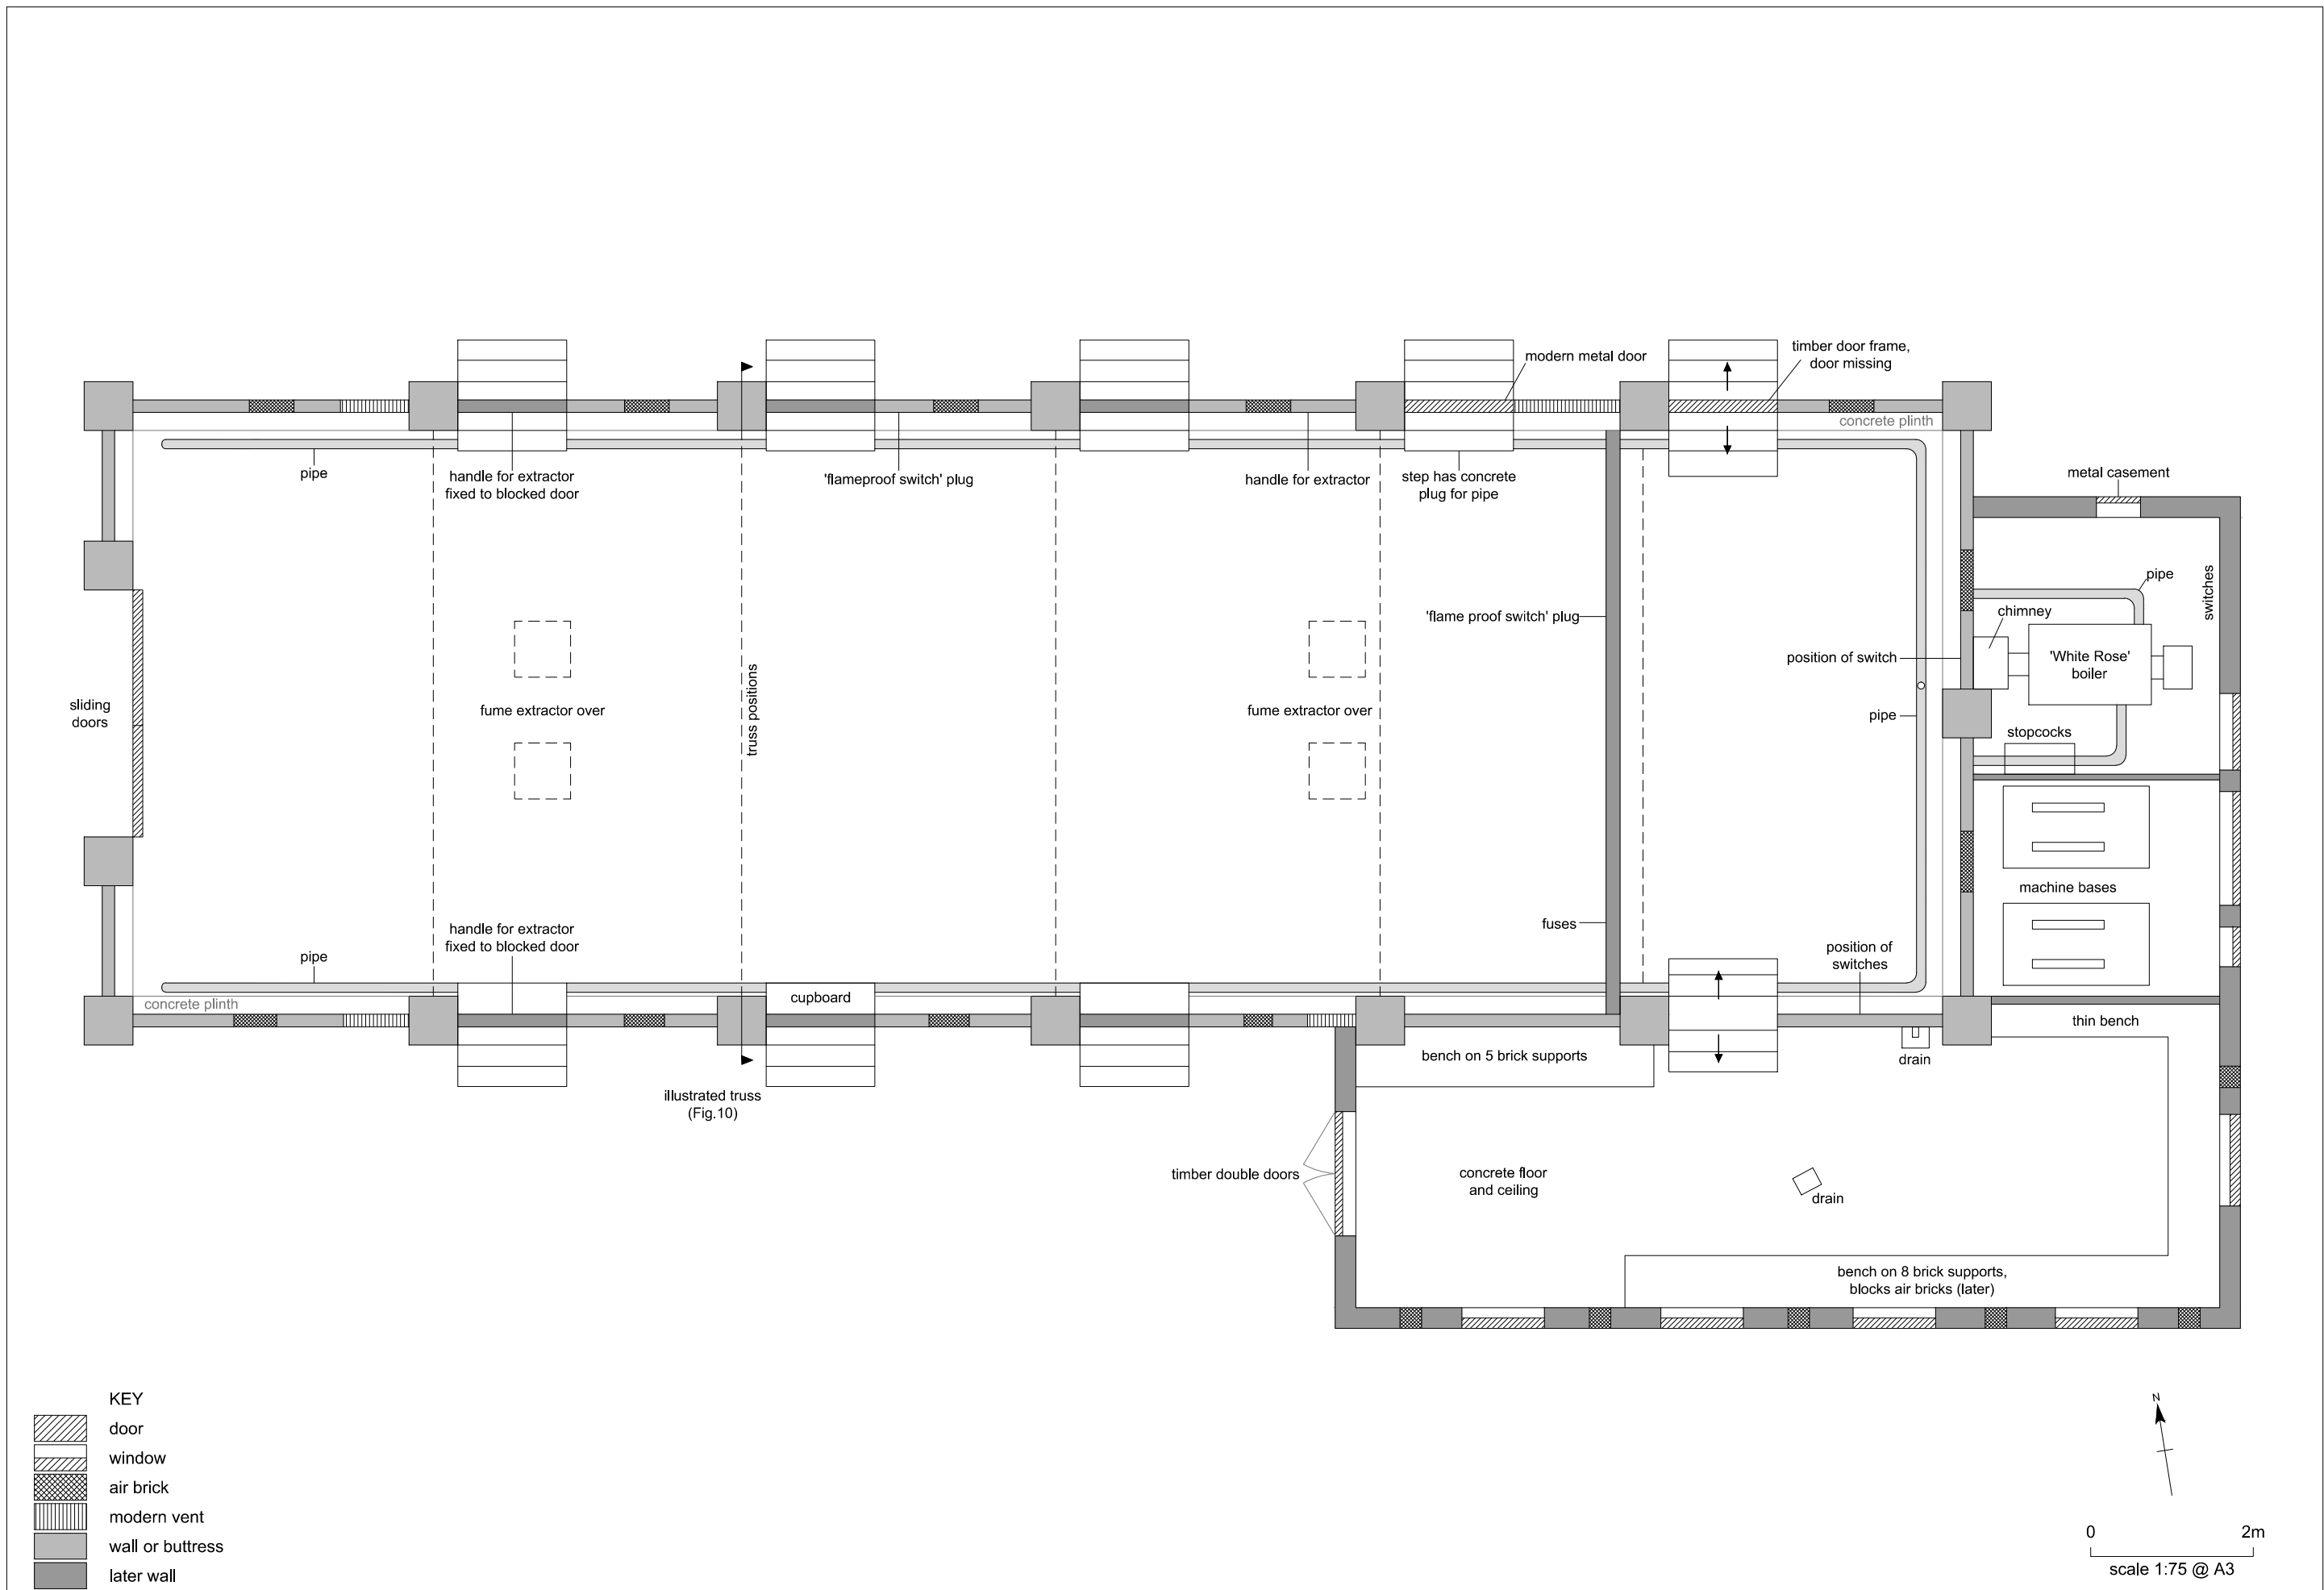 modern metal door
timber door frame,
door missing
concrete plinth
pipe
handle for extractor
fixed to blocked door
'flameproof switch' plug
handle for extractor
step has concrete
plug for pipe
metal casement
pipe
switches
chimney
'flame proof switch' plug
position of switch
'White Rose'
boiler
truss positions
sliding
doors
fume extractor over
fume extractor over
pipe
stopcocks
machine bases
handle for extractor
fixed to blocked door
fuses
position of
switches
pipe
concrete plinth
cupboard
thin bench
bench on 5 brick supports
drain
illustrated truss
(Fig.10)
timber double doors
concrete floor
and ceiling
drain
bench on 8 brick supports,
blocks air bricks (later)
KEY
door
window
air brick
modern vent
wall or buttress
later wall
N
0 2m
scale 1:75 @ A3